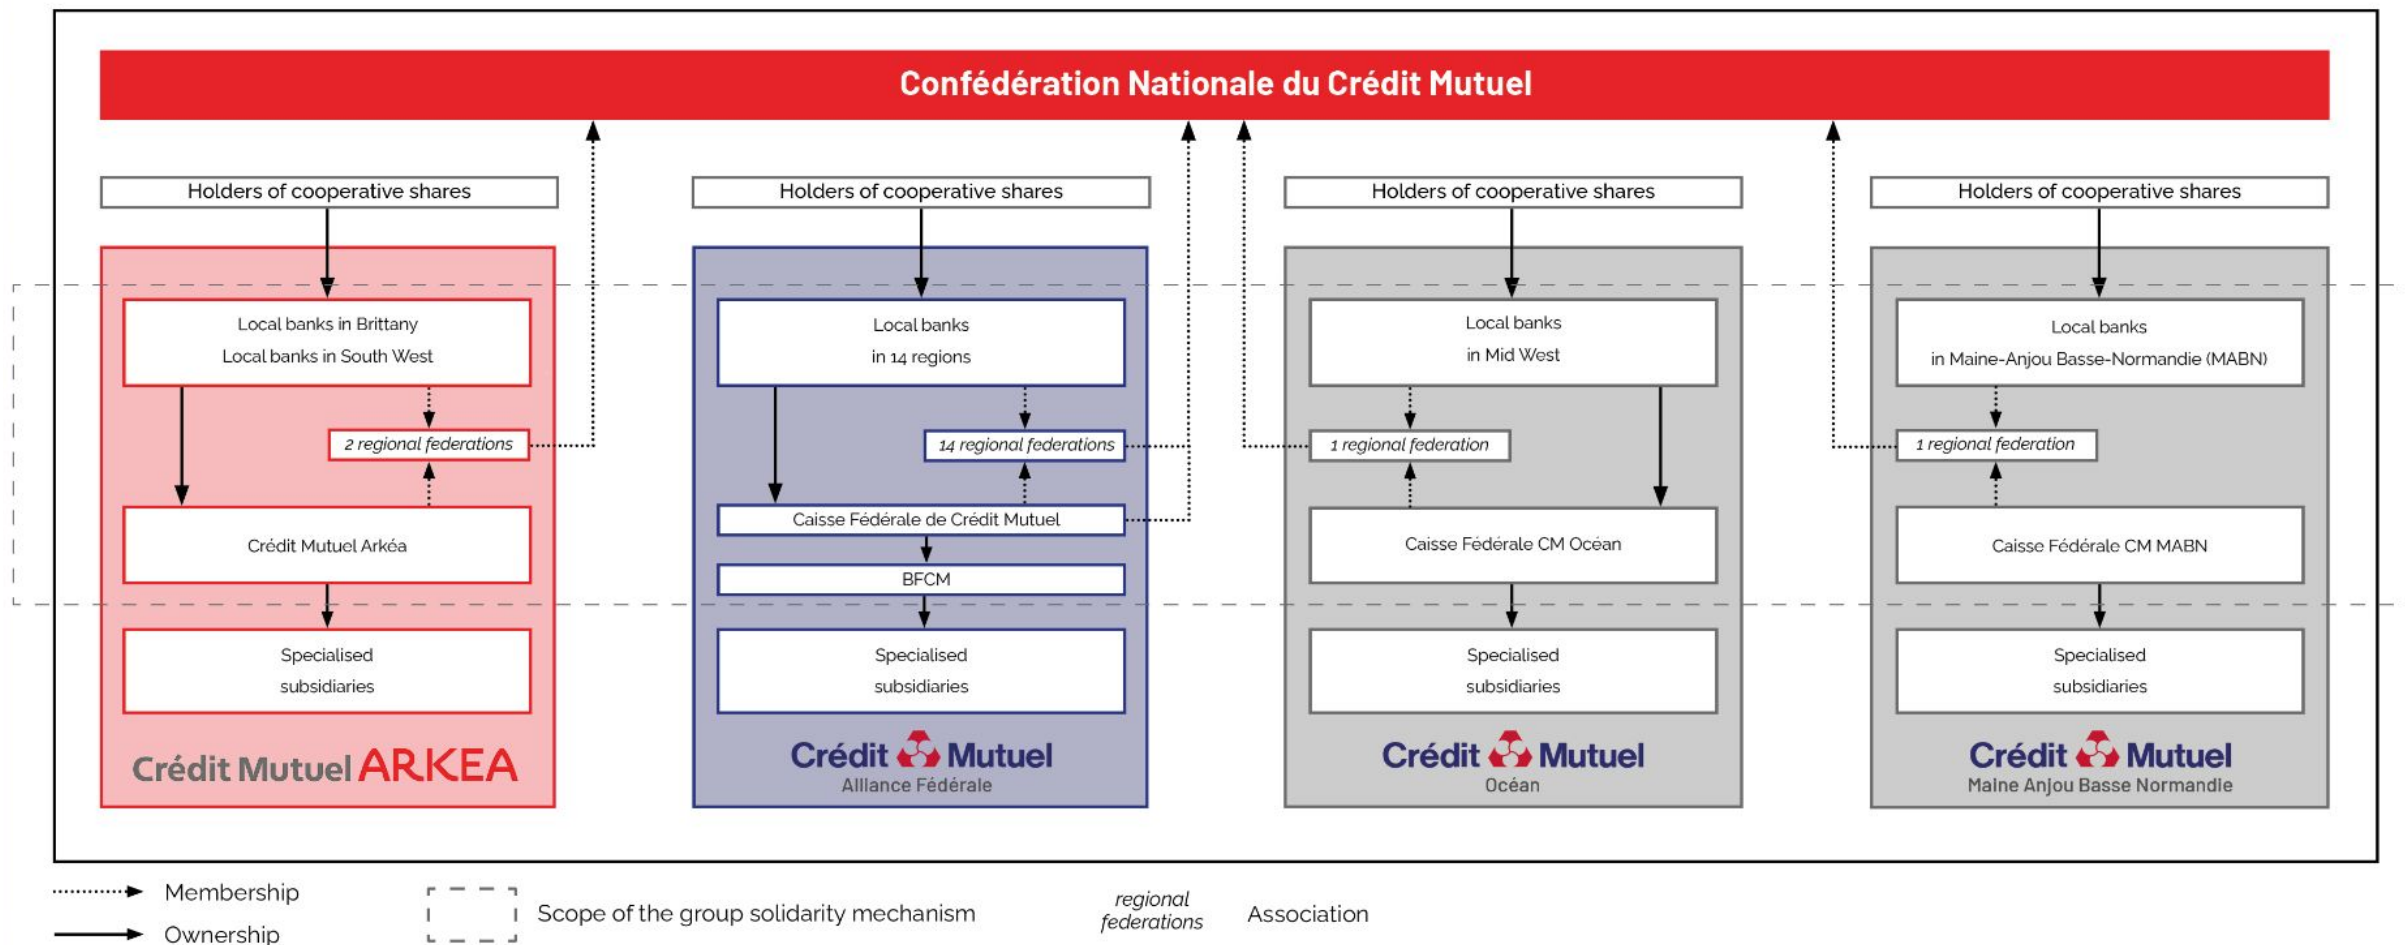 Confédération Nationale du Crédit Mutuel
Holders of cooperative shares
Local banks in Brittany
Local banks in South West
2 regional federations
Crédit Mutuel Arkéa
Specialised
subsidiaries
Crédit Mutuel ARKEA
Holders of cooperative shares
Local banks
in 14 regions
14 regional federations
Caisse Fédérale de Crédit Mutuel
BFCM
Specialised
subsidiaries
Crédit Mutuel
Alliance Fédérale
Holders of cooperative shares
Local banks
in Mid West
1 regional federation
Caisse Fédérale CM Océan
Specialised
subsidiaries
Crédit Mutuel
Océan
Holders of cooperative shares
Local banks
in Maine-Anjou Basse-Normandie (MABN)
1 regional federation
Caisse Fédérale CM MABN
Specialised
subsidiaries
Crédit Mutuel
Maine Anjou Basse Normandie
Membership
Ownership
Scope of the group solidarity mechanism
regional
federations
Association